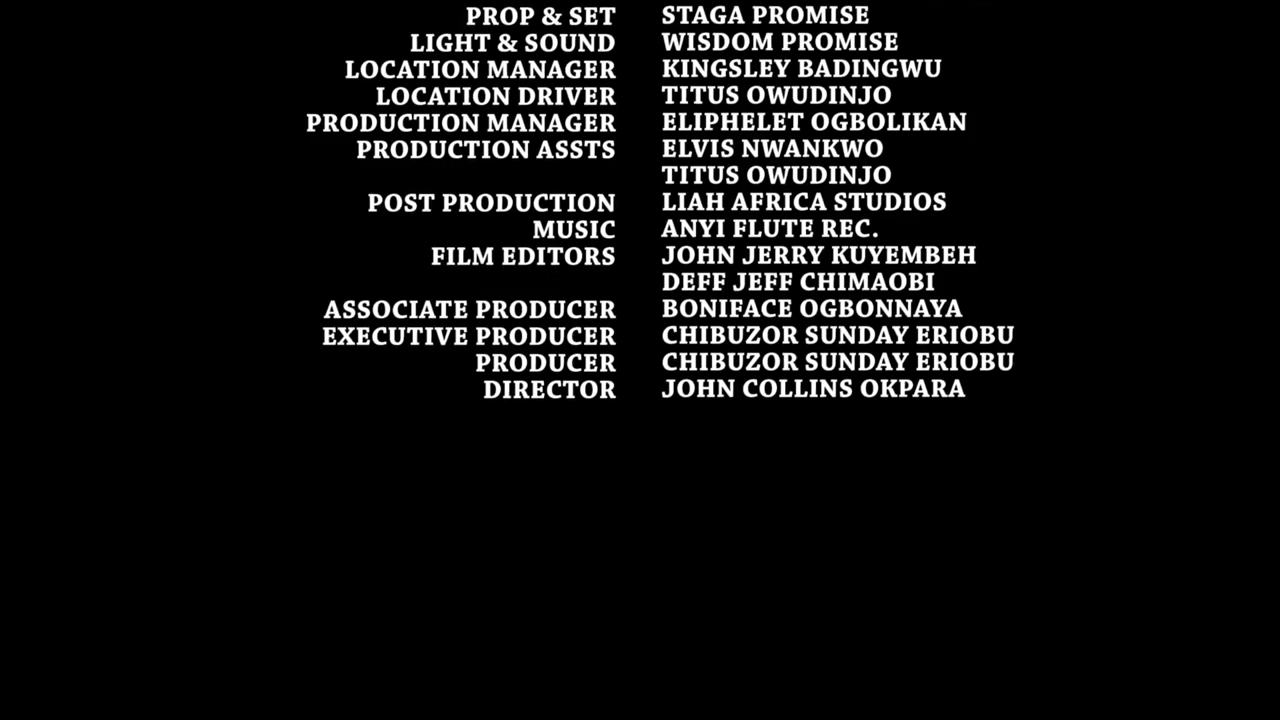 PROP & SET STAGA PROMISE
LIGHT & SOUND WISDOM PROMISE
LOCATION MANAGER KINGSLEY BADINGWU
LOCATION DRIVER TITUS OWUDINJO
PRODUCTION MANAGER ELIPHELET OGBOLIKAN
PRODUCTION ASSTS ELVIS NWANKWO
TITUS OWUDINJO
POST PRODUCTION LIAH AFRICA STUDIOS
MUSIC ANYI FLUTE REC.
FILM EDITORS JOHN JERRY KUYEMBEH
DEFF JEFF CHIMAOBI
ASSOCIATE PRODUCER BONIFACE OGBONNAYA
EXECUTIVE PRODUCER CHIBUZOR SUNDAY ERIOBU
PRODUCER CHIBUZOR SUNDAY ERIOBU
DIRECTOR JOHN COLLINS OKPARA